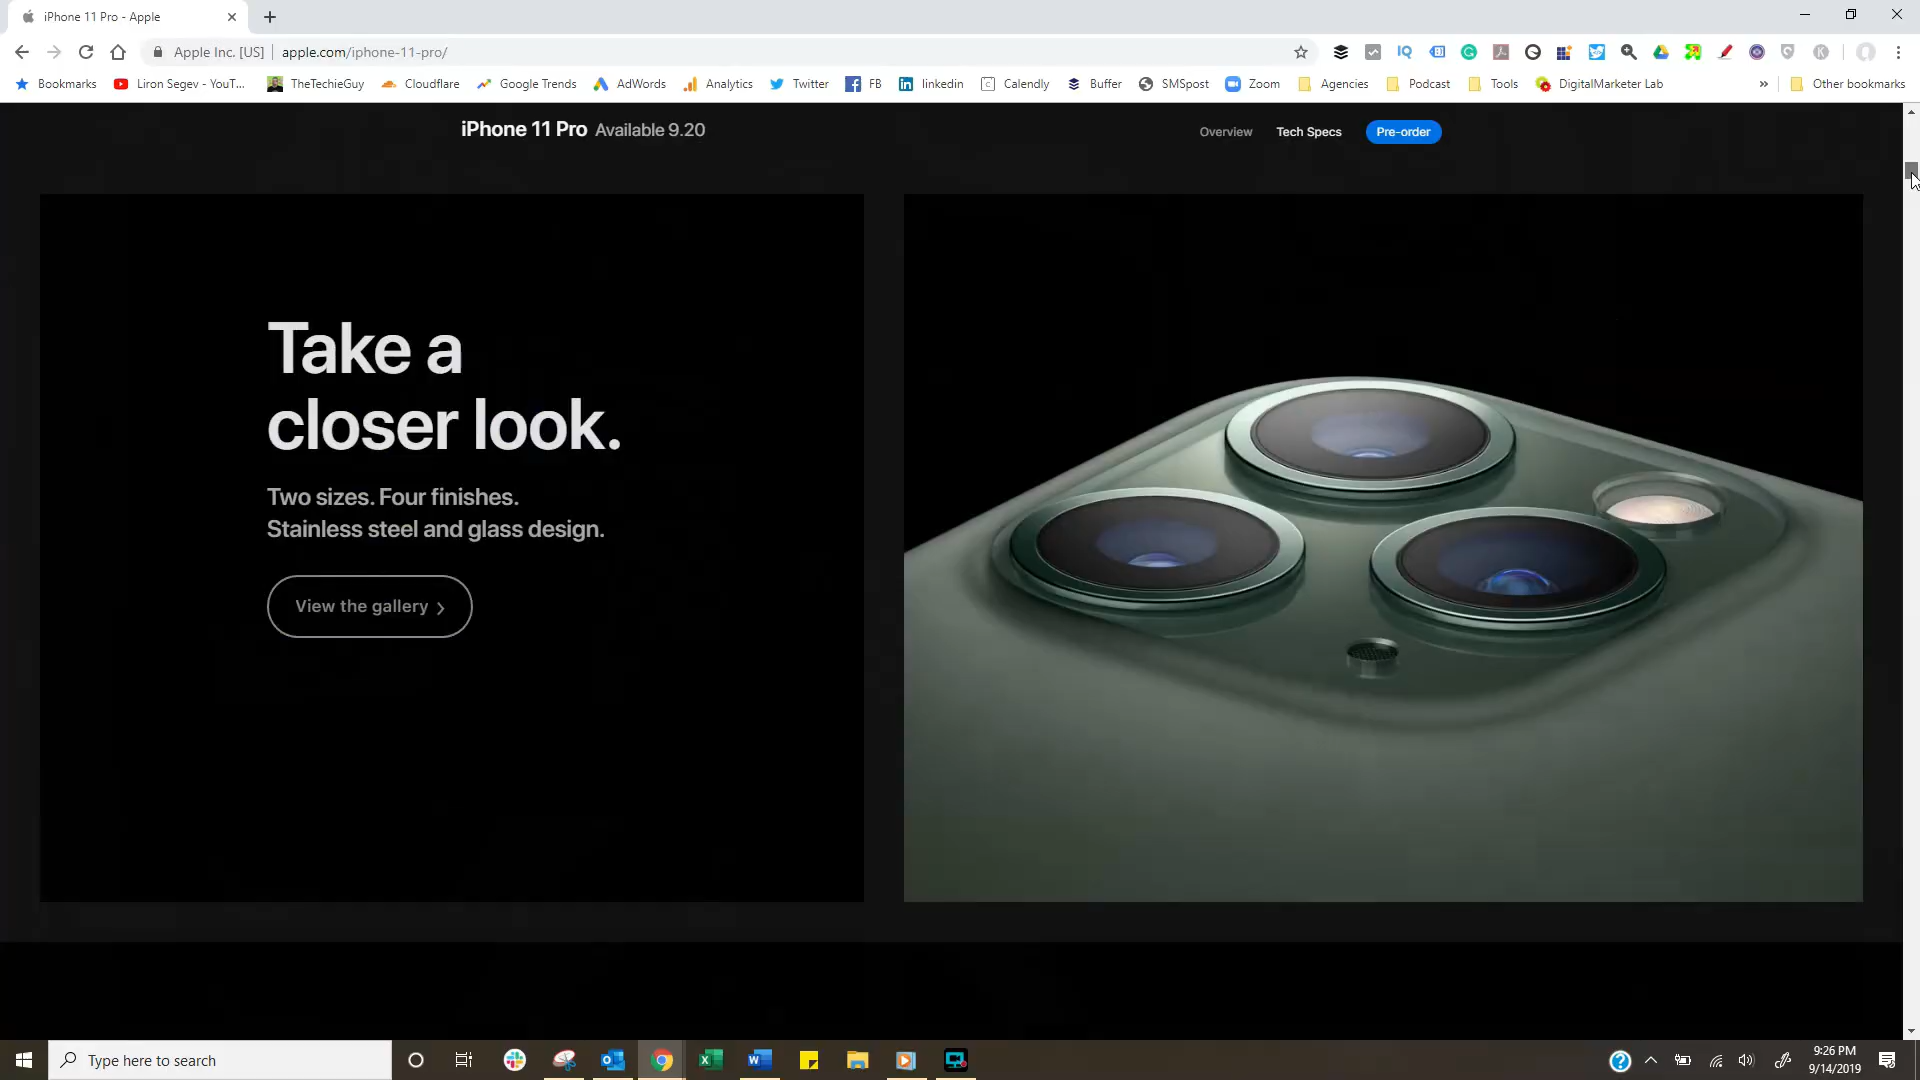 iPhone 11 Pro - Apple
Apple Inc. [US] apple.com/iphone-11-pro/
Bookmarks Liron Segev - YouT... TheTechieGuy Cloudflare Google Trends AdWords Analytics Twitter FB linkedin Calendly Buffer SMSpost Zoom Agencies Podcast Tools DigitalMarketer Lab » Other bookmarks
iPhone 11 Pro Available 9.20 Overview Tech Specs Pre-order
Take a
closer look.
Two sizes. Four finishes.
Stainless steel and glass design.
View the gallery
Type here to search
9:26 PM
9/14/2019